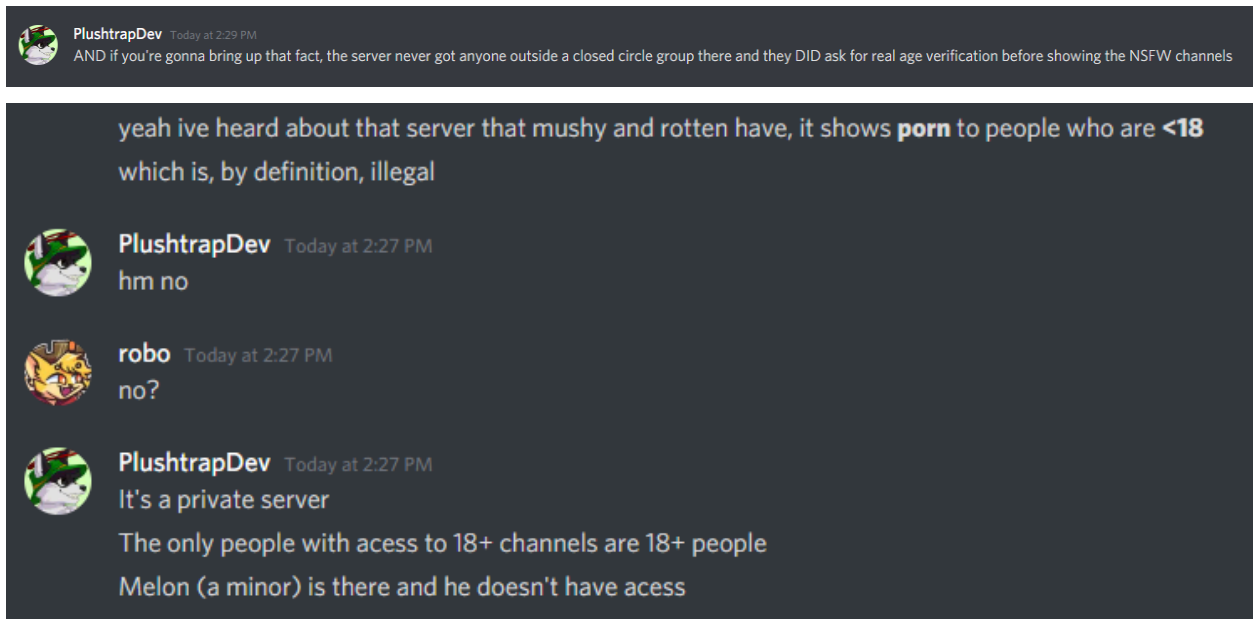 PlushtrapDev Today at 2:29 PM
AND if you're gonna bring up that fact, the server never got anyone outside a closed circle group there and they DID ask for real age verification before showing the NSFW channels
yeah ive heard about that server that mushy and rotten have, it shows porn to people who are <18
which is, by definition, illegal
PlushtrapDev Today at 2:27 PM
hm no
robo Today at 2:27 PM
no?
PlushtrapDev Today at 2:27 PM
It's a private server
The only people with acess to 18+ channels are 18+ people
Melon (a minor) is there and he doesn't have acess